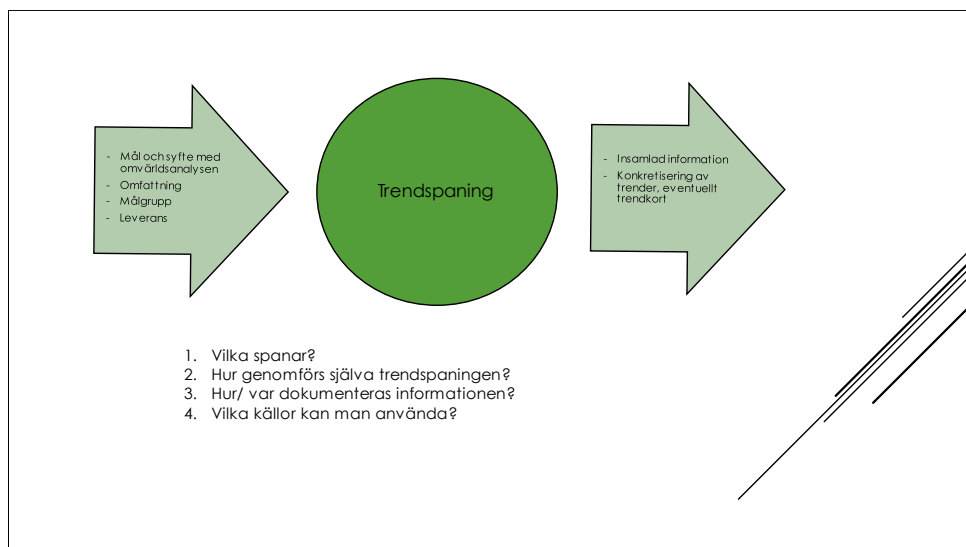 - Mål och syfte med
omvärldsanalysen
- Omfattning
- Målgrupp
- Leverans
Trendspaning
- Insamlad information
- Konkretisering av
trender, eventuellt
trendkort
1. Vilka spanar?
2. Hur genomförs själva trendspaningen?
3. Hur/ var dokumenteras informationen?
4. Vilka källor kan man använda?